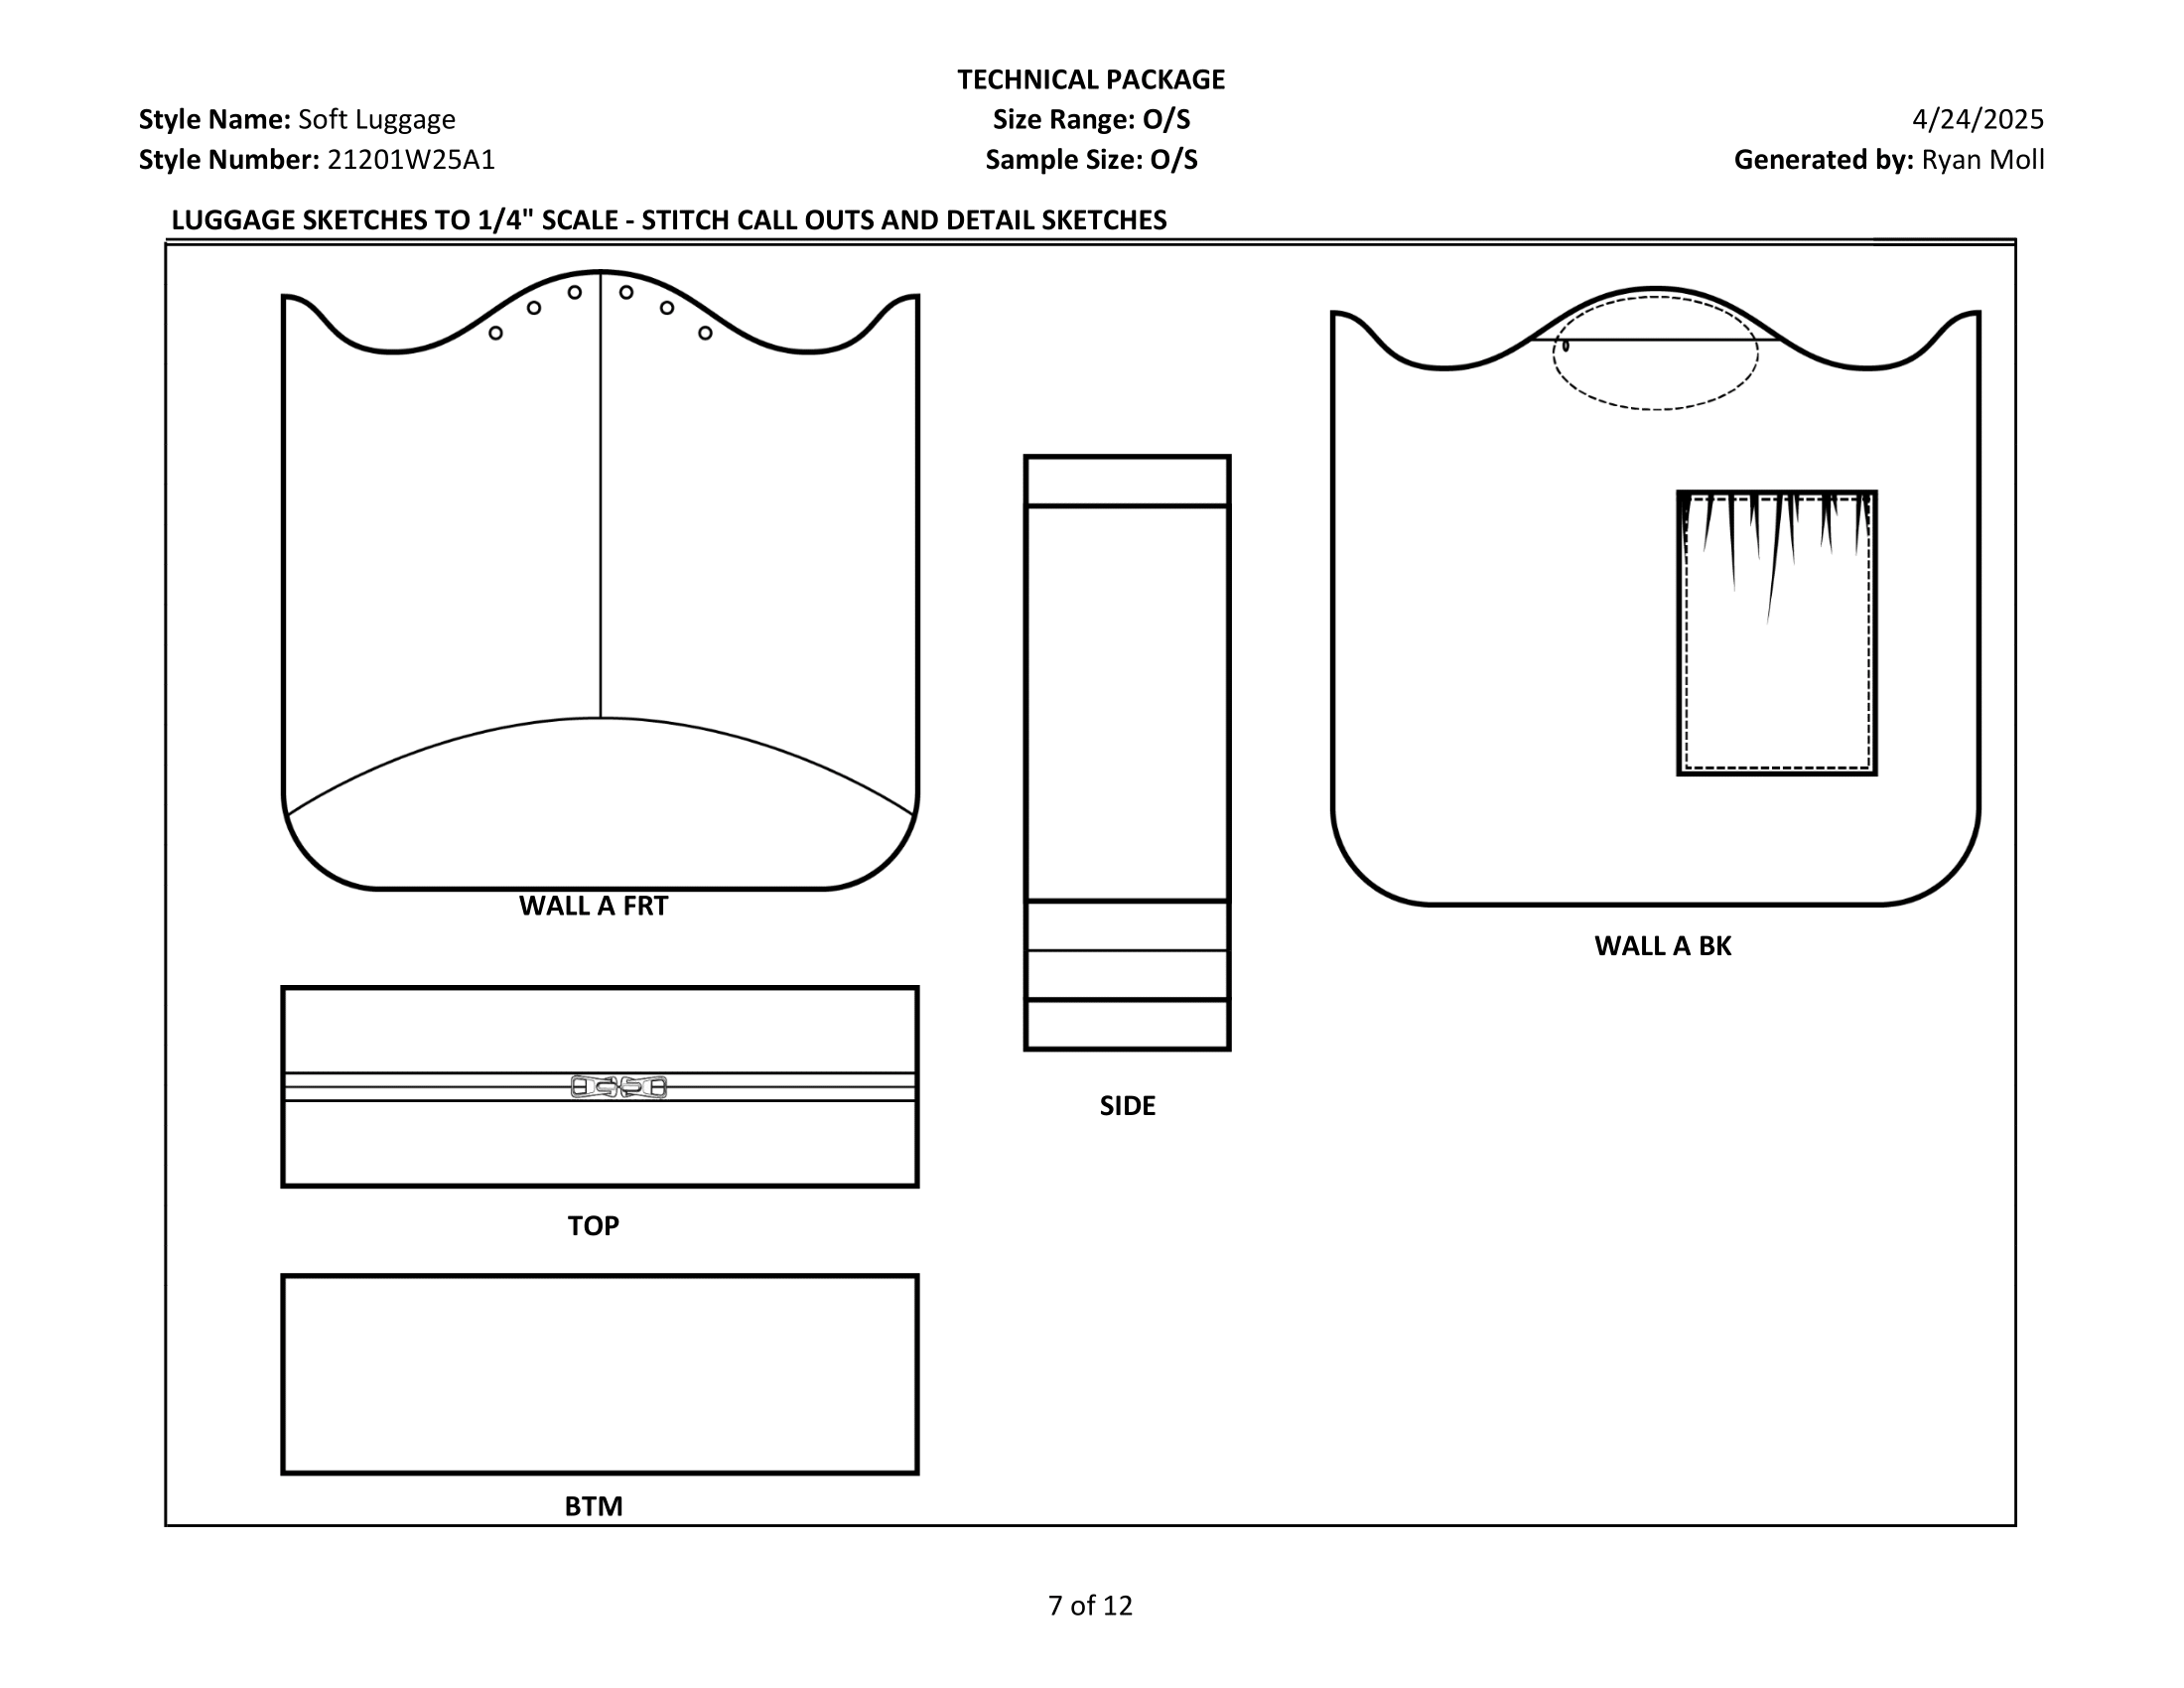 TECHNICAL PACKAGE
Style Name: Soft Luggage
Size Range: O/S
4/24/2025
Style Number: 21201W25A1
Sample Size: O/S
Generated by: Ryan Moll
LUGGAGE SKETCHES TO 1/4" SCALE - STITCH CALL OUTS AND DETAIL SKETCHES
WALL A FRT
WALL A BK
SIDE
TOP
BTM
7 of 12